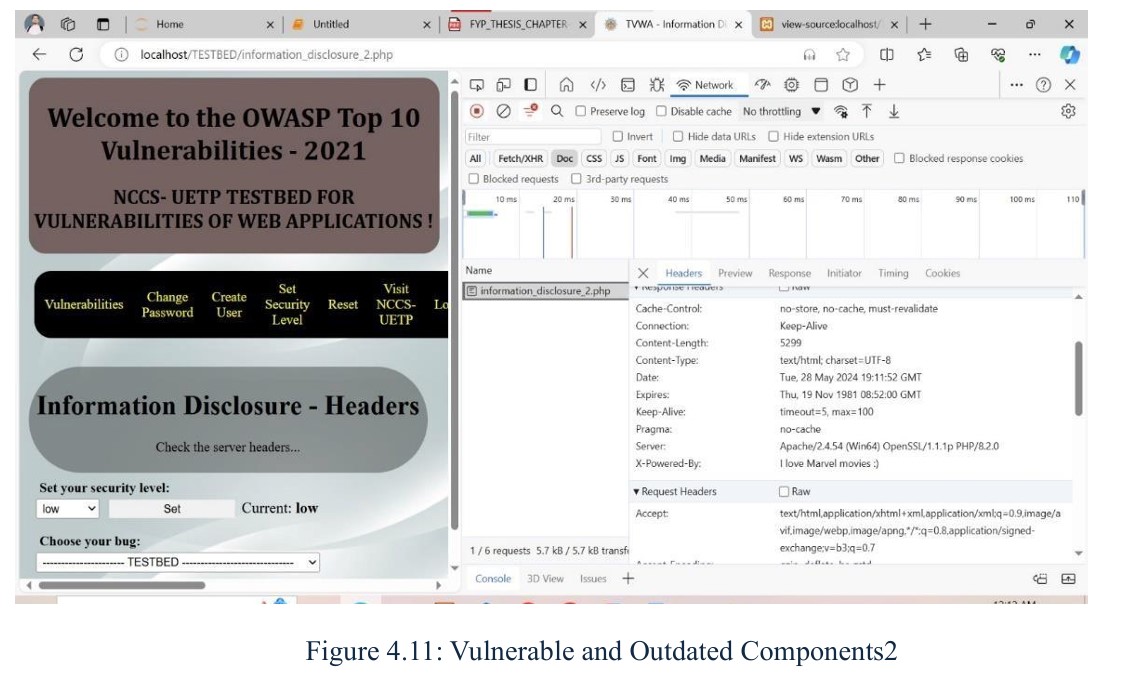 Home
Untitled
FYP_THESIS_CHAPTER
TVWA - Information Di
view-source:localhost/
localhost/TESTBED/information_disclosure_2.php
Welcome to the OWASP Top 10
Vulnerabilities - 2021
NCCS- UETP TESTBED FOR
VULNERABILITIES OF WEB APPLICATIONS !
Vulnerabilities
Change
Password
Create
User
Set
Security
Level
Reset
Visit
NCCS-
UETP
Lo
Information Disclosure - Headers
Check the server headers...
Set your security level:
low
Set
Current: low
Choose your bug:
---------------------- TESTBED ------------------------------
Network
Preserve log
Disable cache
No throttling
Filter
Invert
Hide data URLs
Hide extension URLs
All Fetch/XHR Doc CSS JS Font Img Media Manifest WS Wasm Other
Blocked response cookies
Blocked requests
3rd-party requests
10 ms 20 ms 30 ms 40 ms 50 ms 60 ms 70 ms 80 ms 90 ms 100 ms 110
Name
information_disclosure_2.php
1 / 6 requests 5.7 kB / 5.7 kB transfe
Headers Preview Response Initiator Timing Cookies
Response Headers
Raw
Cache-Control: no-store, no-cache, must-revalidate
Connection: Keep-Alive
Content-Length: 5299
Content-Type: text/html; charset=UTF-8
Date: Tue, 28 May 2024 19:11:52 GMT
Expires: Thu, 19 Nov 1981 08:52:00 GMT
Keep-Alive: timeout=5, max=100
Pragma: no-cache
Server: Apache/2.4.54 (Win64) OpenSSL/1.1.1p PHP/8.2.0
X-Powered-By: I love Marvel movies :)
Request Headers
Raw
Accept: text/html,application/xhtml+xml,application/xml;q=0.9,image/a
vif,image/webp,image/apng,*/*;q=0.8,application/signed-
exchange;v=b3;q=0.7
Console 3D View Issues
Figure 4.11: Vulnerable and Outdated Components2